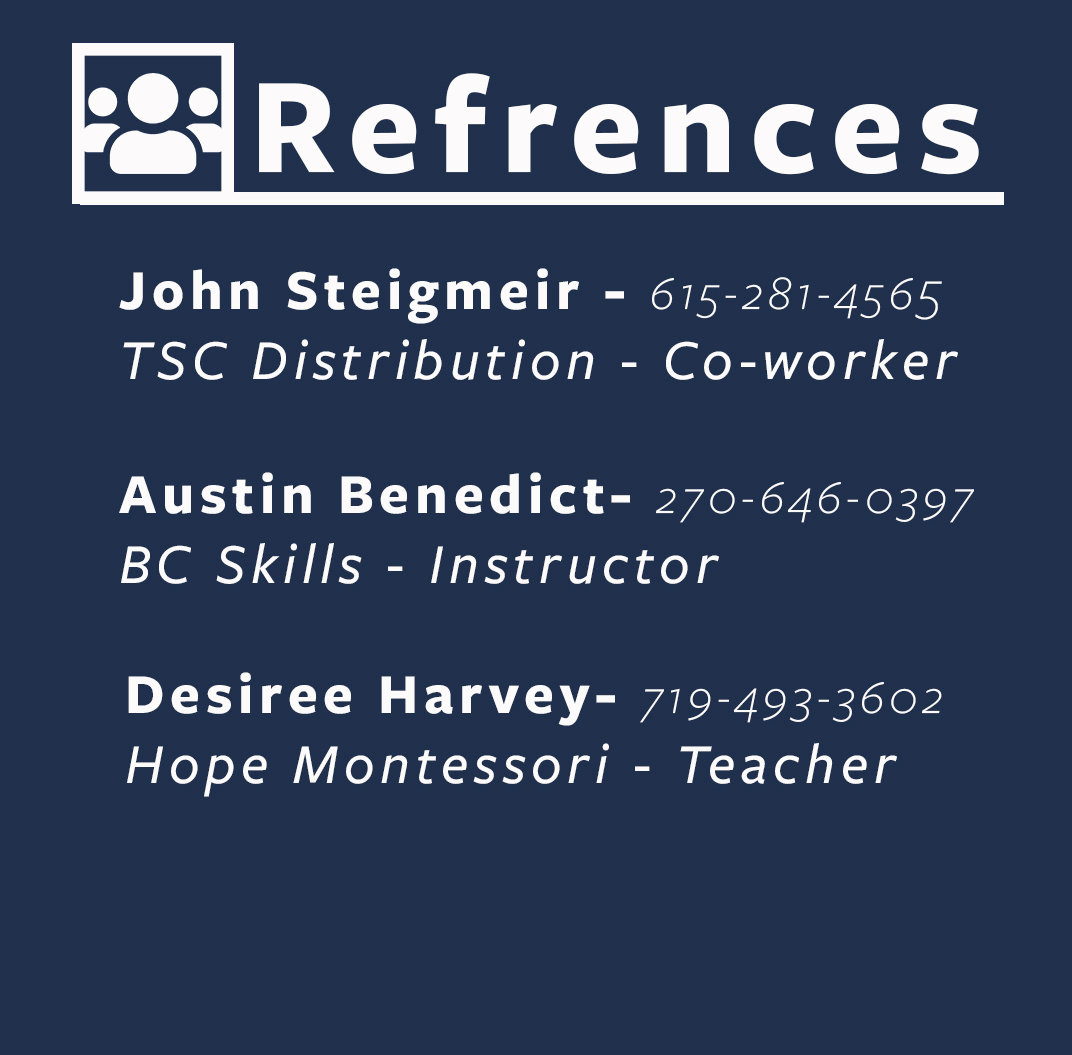 Refrences
John Steigmeir - 615-281-4565
TSC Distribution - Co-worker
Austin Benedict- 270-646-0397
BC Skills - Instructor
Desiree Harvey- 719-493-3602
Hope Montessori - Teacher